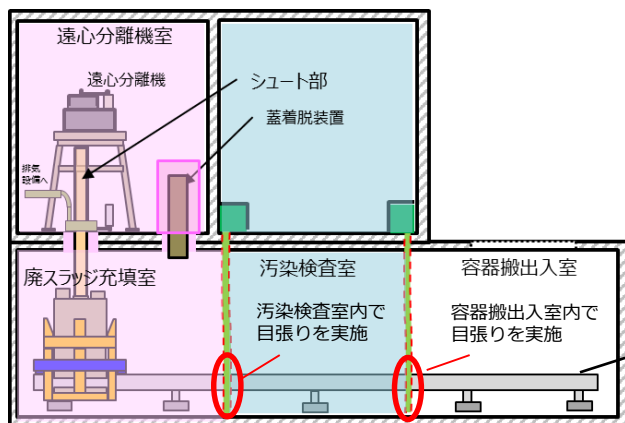 遠心分離機室
遠心分離機
シュート部
蓋着脱装置
排気
設備へ
廃スラッジ充填室
汚染検査室
容器搬出入室
汚染検査室内で
目張りを実施
容器搬出入室内で
目張りを実施